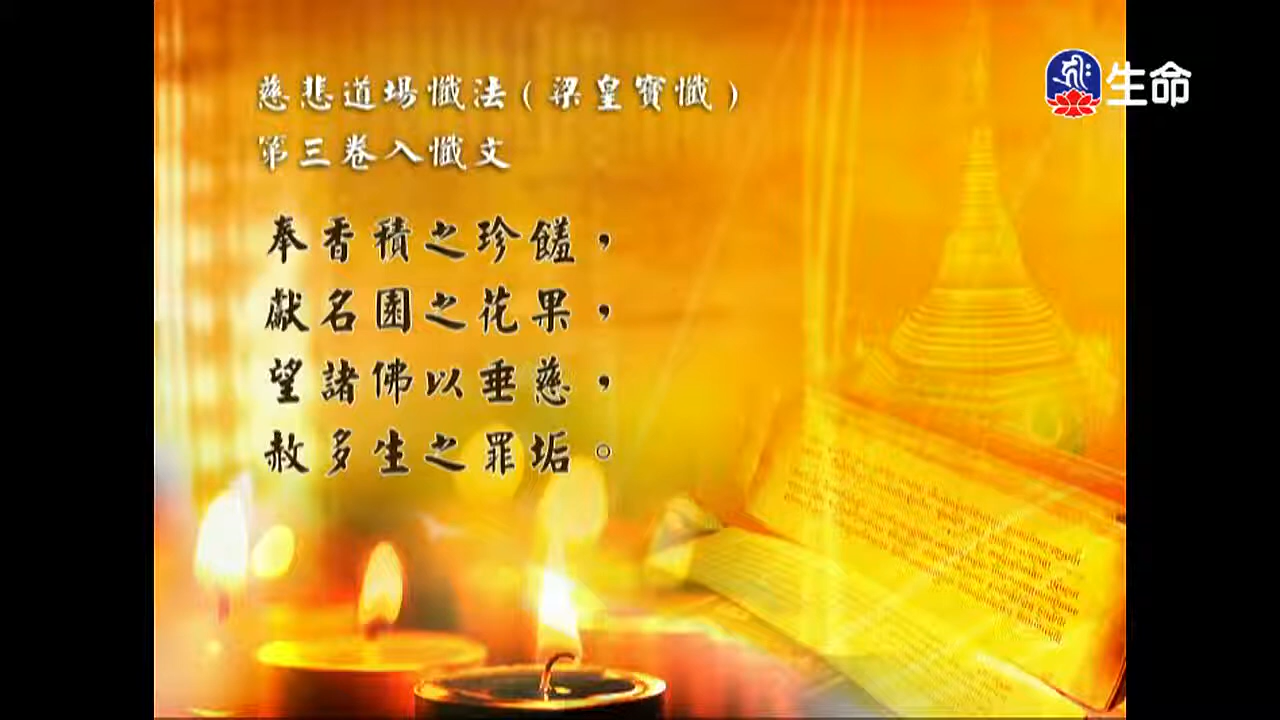 生命
慈悲道場懺法(梁皇寶懺)
第三卷入懺文
奉香積之珍饈,
獻名園之花果,
望諸佛以垂慈,
赦多生之罪垢。